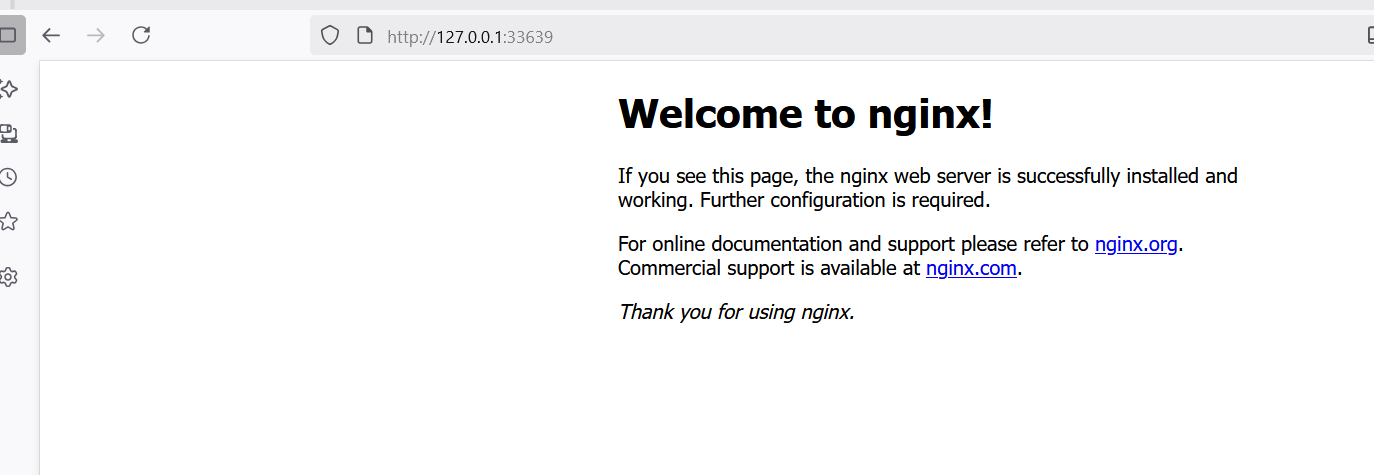 http://127.0.0.1:33639
Welcome to nginx!
If you see this page, the nginx web server is successfully installed and
working. Further configuration is required.
For online documentation and support please refer to nginx.org.
Commercial support is available at nginx.com.
Thank you for using nginx.